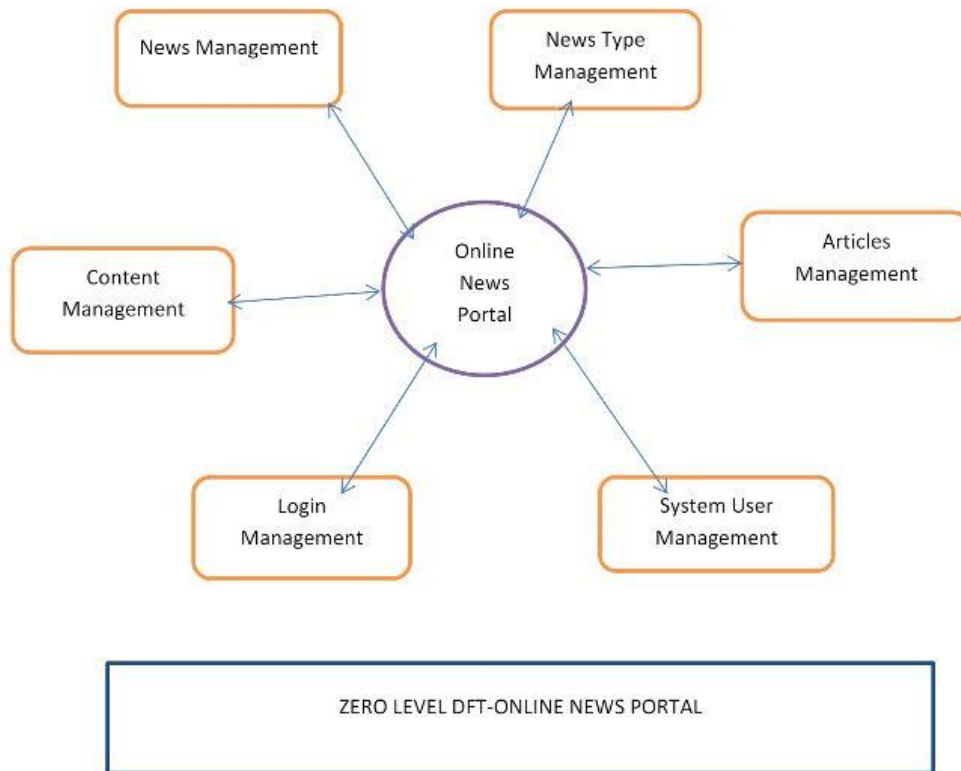 News Management
News Type
Management
Online
News
Portal
Articles
Management
Content
Management
Login
Management
System User
Management
ZERO LEVEL DFT-ONLINE NEWS PORTAL